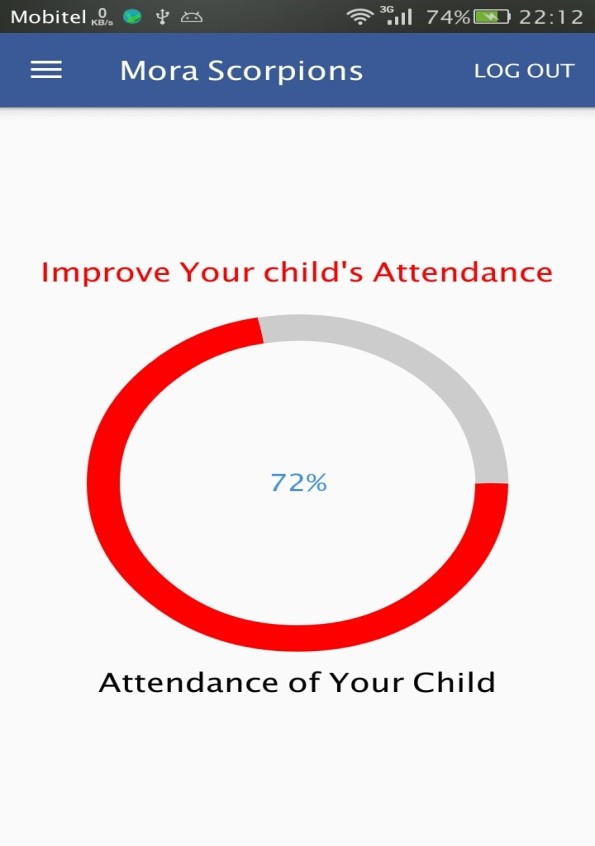 Mobitel 0 KB/s 3G 74% 22:12
Mora Scorpions LOG OUT
Improve Your child's Attendance
72%
Attendance of Your Child